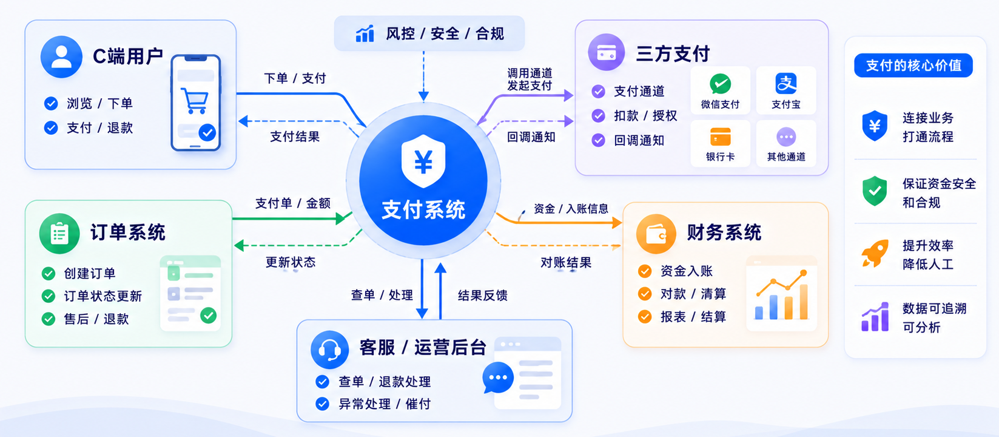 C端用户
浏览 / 下单
支付 / 退款
下单 / 支付
支付结果
风控 / 安全 / 合规
调用通道
发起支付
回调通知
三方支付
支付通道
扣款 / 授权
回调通知
微信支付
支付宝
银行卡
其他通道
¥
支付系统
订单系统
创建订单
订单状态更新
售后 / 退款
支付单 / 金额
更新状态
资金 / 入账信息
对账结果
财务系统
资金入账
对款 / 清算
报表 / 结算
查单 / 处理
结果反馈
客服 / 运营后台
查单 / 退款处理
异常处理 / 催付
支付的核心价值
¥
连接业务
打通流程
保证资金安全
和合规
提升效率
降低人工
数据可追溯
可分析